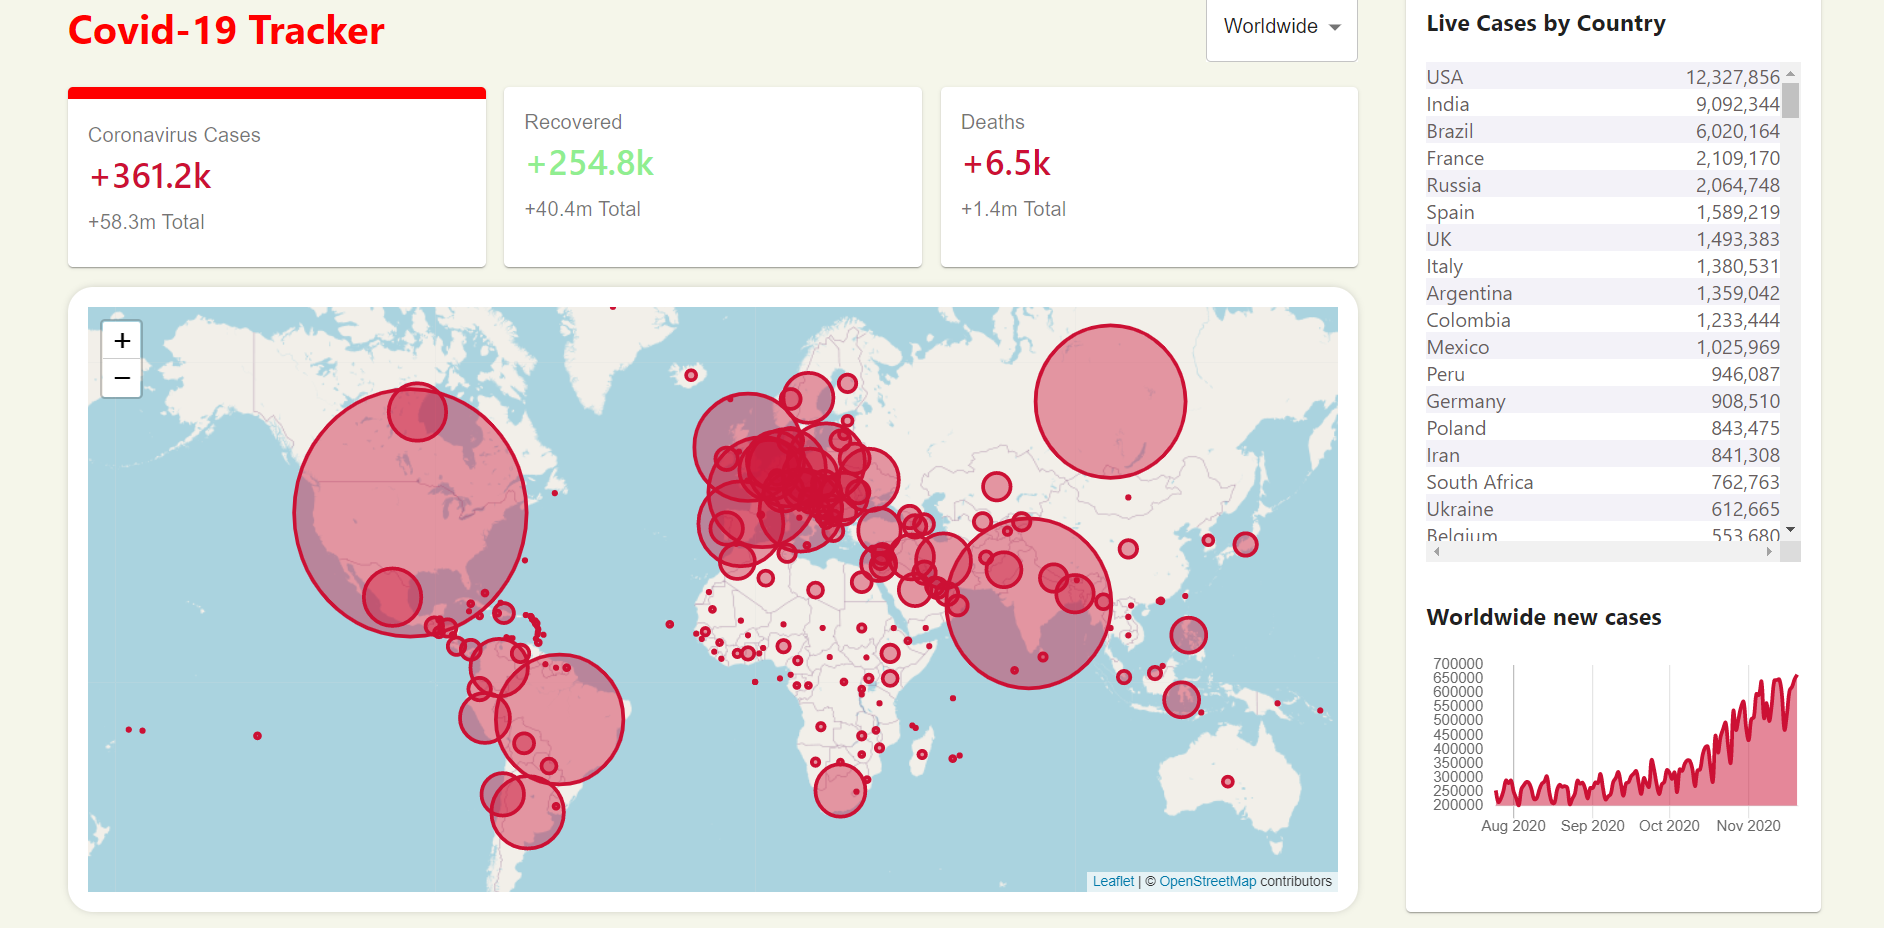 Covid-19 Tracker
Worldwide
Coronavirus Cases
+361.2k
+58.3m Total
Recovered
+254.8k
+40.4m Total
Deaths
+6.5k
+1.4m Total
+
−
Leaflet | © OpenStreetMap contributors
Live Cases by Country
USA 12,327,856
India 9,092,344
Brazil 6,020,164
France 2,109,170
Russia 2,064,748
Spain 1,589,219
UK 1,493,383
Italy 1,380,531
Argentina 1,359,042
Colombia 1,233,444
Mexico 1,025,969
Peru 946,087
Germany 908,510
Poland 843,475
Iran 841,308
South Africa 762,763
Ukraine 612,665
Belgium 553,680
Worldwide new cases
700000
650000
600000
550000
500000
450000
400000
350000
300000
250000
200000
Aug 2020 Sep 2020 Oct 2020 Nov 2020